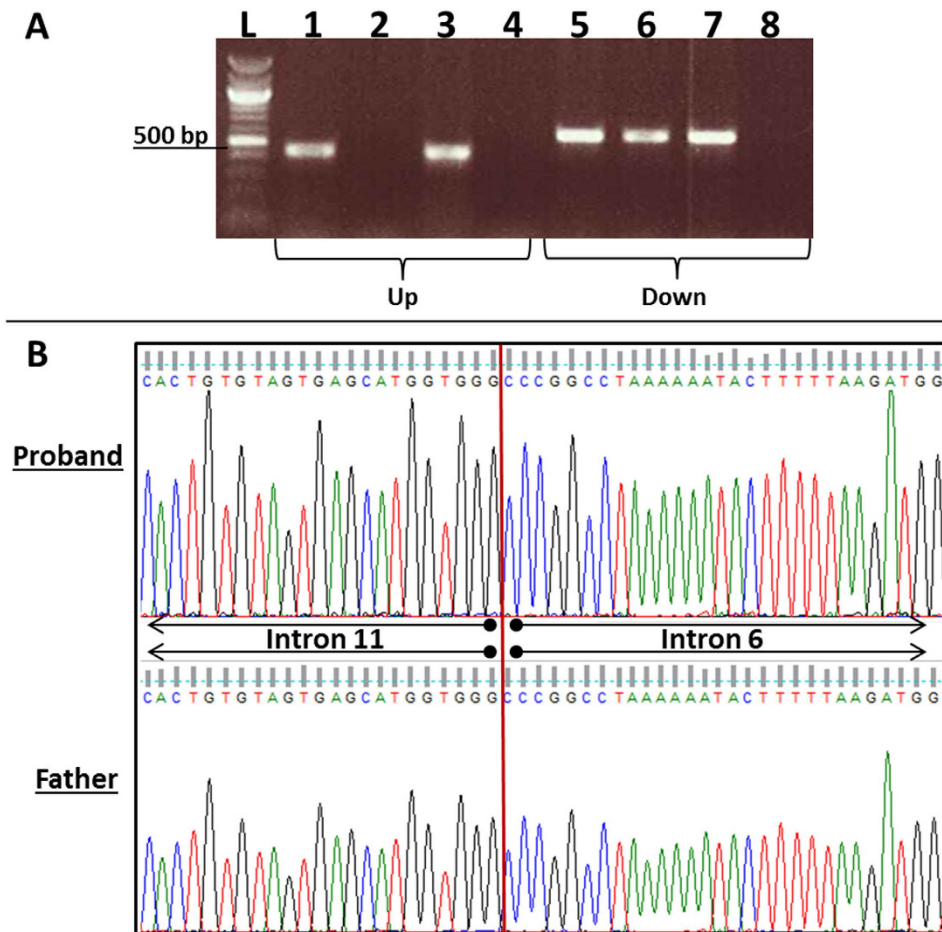 A
L 1 2 3 4 5 6 7 8
500 bp
Up Down
B
CACTGTGTAGTGAGCATGGTGGGCCCGGCCTAAAAAATACTTTTTAAGATGG
Proband
Intron 11 Intron 6
CACTGTGTAGTGAGCATGGTGGGCCCGGCCTAAAAAATACTTTTTAAGATGG
Father